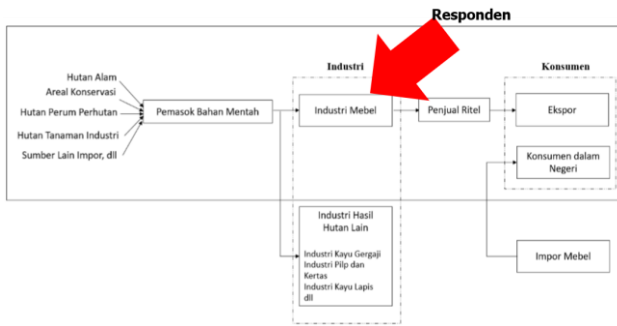 Responden
Industri
Konsumen
Hutan Alam
Areal Konservasi
Hutan Perum Perhutan
Hutan Tanaman Industri
Sumber Lain Impor, dll
Pemasok Bahan Mentah
Industri Mebel
Penjual Ritel
Ekspor
Konsumen dalam
Negeri
Industri Hasil
Hutan Lain
Industri Kayu Gergaji
Industri Pilp dan
Kertas
Industri Kayu Lapis
dll
Impor Mebel